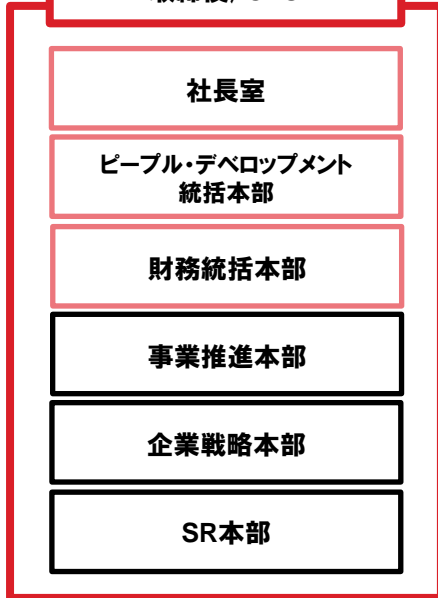 社長室
ピープル・デベロップメント
統括本部
財務統括本部
事業推進本部
企業戦略本部
SR本部